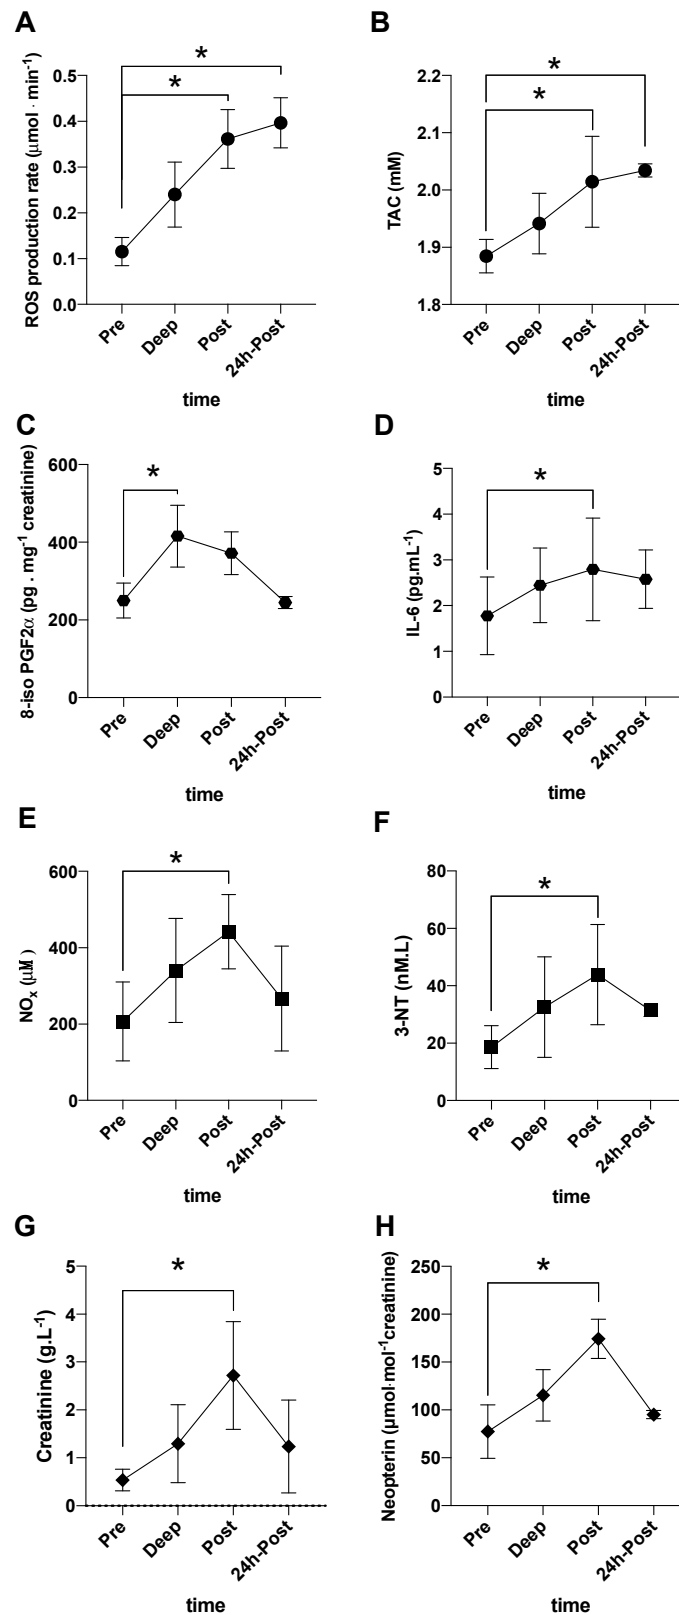 A
ROS production rate (µmol · min⁻¹)
0.5
0.4
0.3
0.2
0.1
0.0
*
*
Pre
Deep
Post
24h-Post
time
B
TAC (mM)
2.2
2.1
2.0
1.9
1.8
*
*
Pre
Deep
Post
24h-Post
time
C
8-iso PGF2α (pg . mg⁻¹ creatinine)
600
400
200
0
*
Pre
Deep
Post
24h-Post
time
D
IL-6 (pg.mL⁻¹)
5
4
3
2
1
0
*
Pre
Deep
Post
24h-Post
time
E
NOₓ (µM)
600
400
200
0
*
Pre
Deep
Post
24h-Post
time
F
3-NT (nM.L)
80
60
40
20
0
*
Pre
Deep
Post
24h-Post
time
G
Creatinine (g.L⁻¹)
5
4
3
2
1
0
*
Pre
Deep
Post
24h-Post
time
H
Neopterin (µmol·mol⁻¹creatinine)
250
200
150
100
50
0
*
Pre
Deep
Post
24h-Post
time